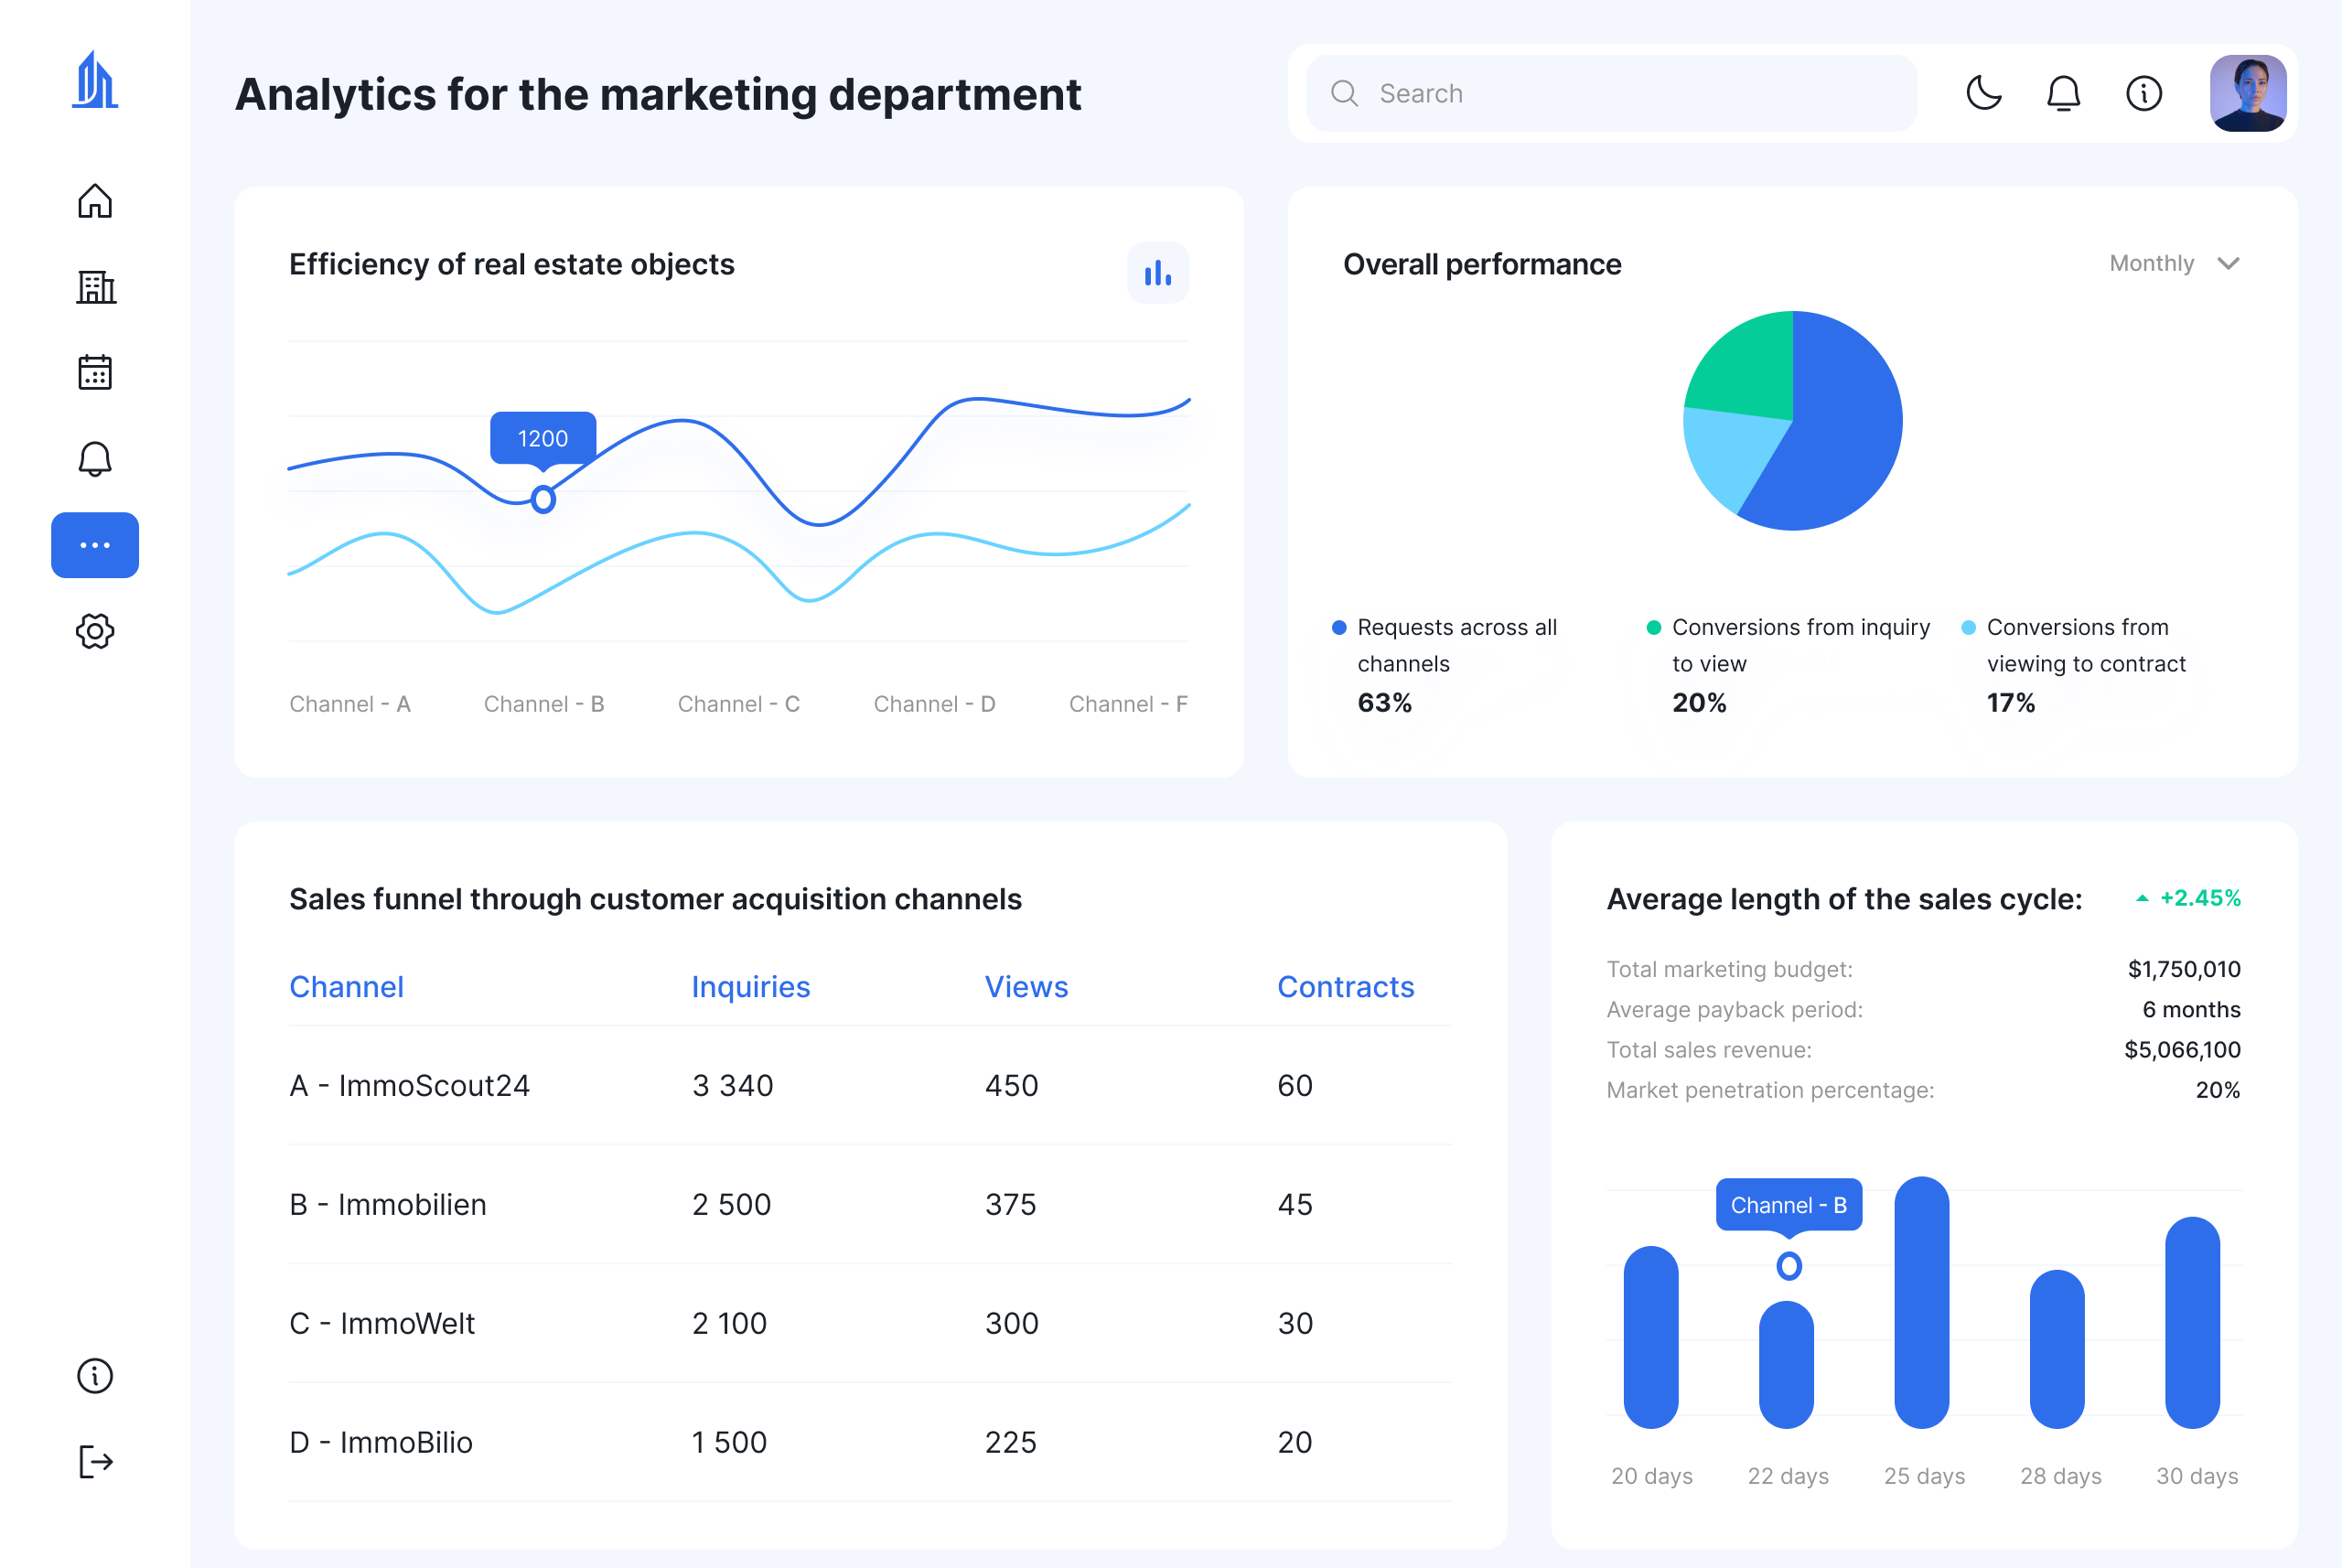 Analytics for the marketing department
Search
Efficiency of real estate objects
1200
Channel - A
Channel - B
Channel - C
Channel - D
Channel - F
Overall performance
Monthly
Requests across all
channels
63%
Conversions from inquiry
to view
20%
Conversions from
viewing to contract
17%
Sales funnel through customer acquisition channels
Channel Inquiries Views Contracts
A - ImmoScout24 3 340 450 60
B - Immobilien 2 500 375 45
C - ImmoWelt 2 100 300 30
D - ImmoBilio 1 500 225 20
Average length of the sales cycle: +2.45%
Total marketing budget: $1,750,010
Average payback period: 6 months
Total sales revenue: $5,066,100
Market penetration percentage: 20%
Channel - B
20 days
22 days
25 days
28 days
30 days